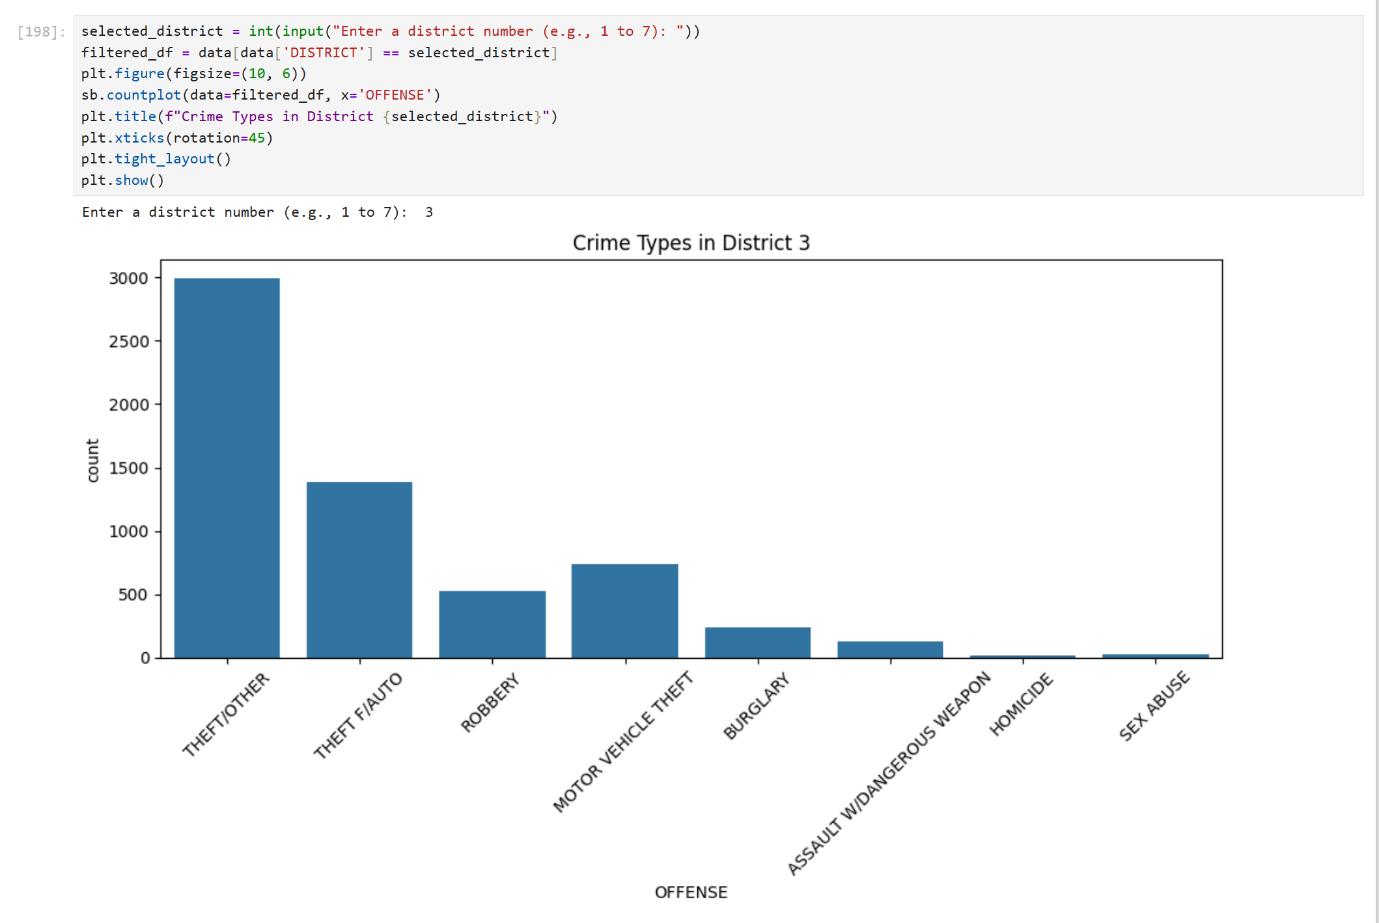 [198]:
selected_district = int(input("Enter a district number (e.g., 1 to 7): "))
filtered_df = data[data['DISTRICT'] == selected_district]
plt.figure(figsize=(10, 6))
sb.countplot(data=filtered_df, x='OFFENSE')
plt.title(f"Crime Types in District {selected_district}")
plt.xticks(rotation=45)
plt.tight_layout()
plt.show()
Enter a district number (e.g., 1 to 7):  3
Crime Types in District 3
3000
2500
2000
1500
1000
500
0
count
THEFT/OTHER
THEFT F/AUTO
ROBBERY
MOTOR VEHICLE THEFT
BURGLARY
ASSAULT W/DANGEROUS WEAPON
HOMICIDE
SEX ABUSE
OFFENSE